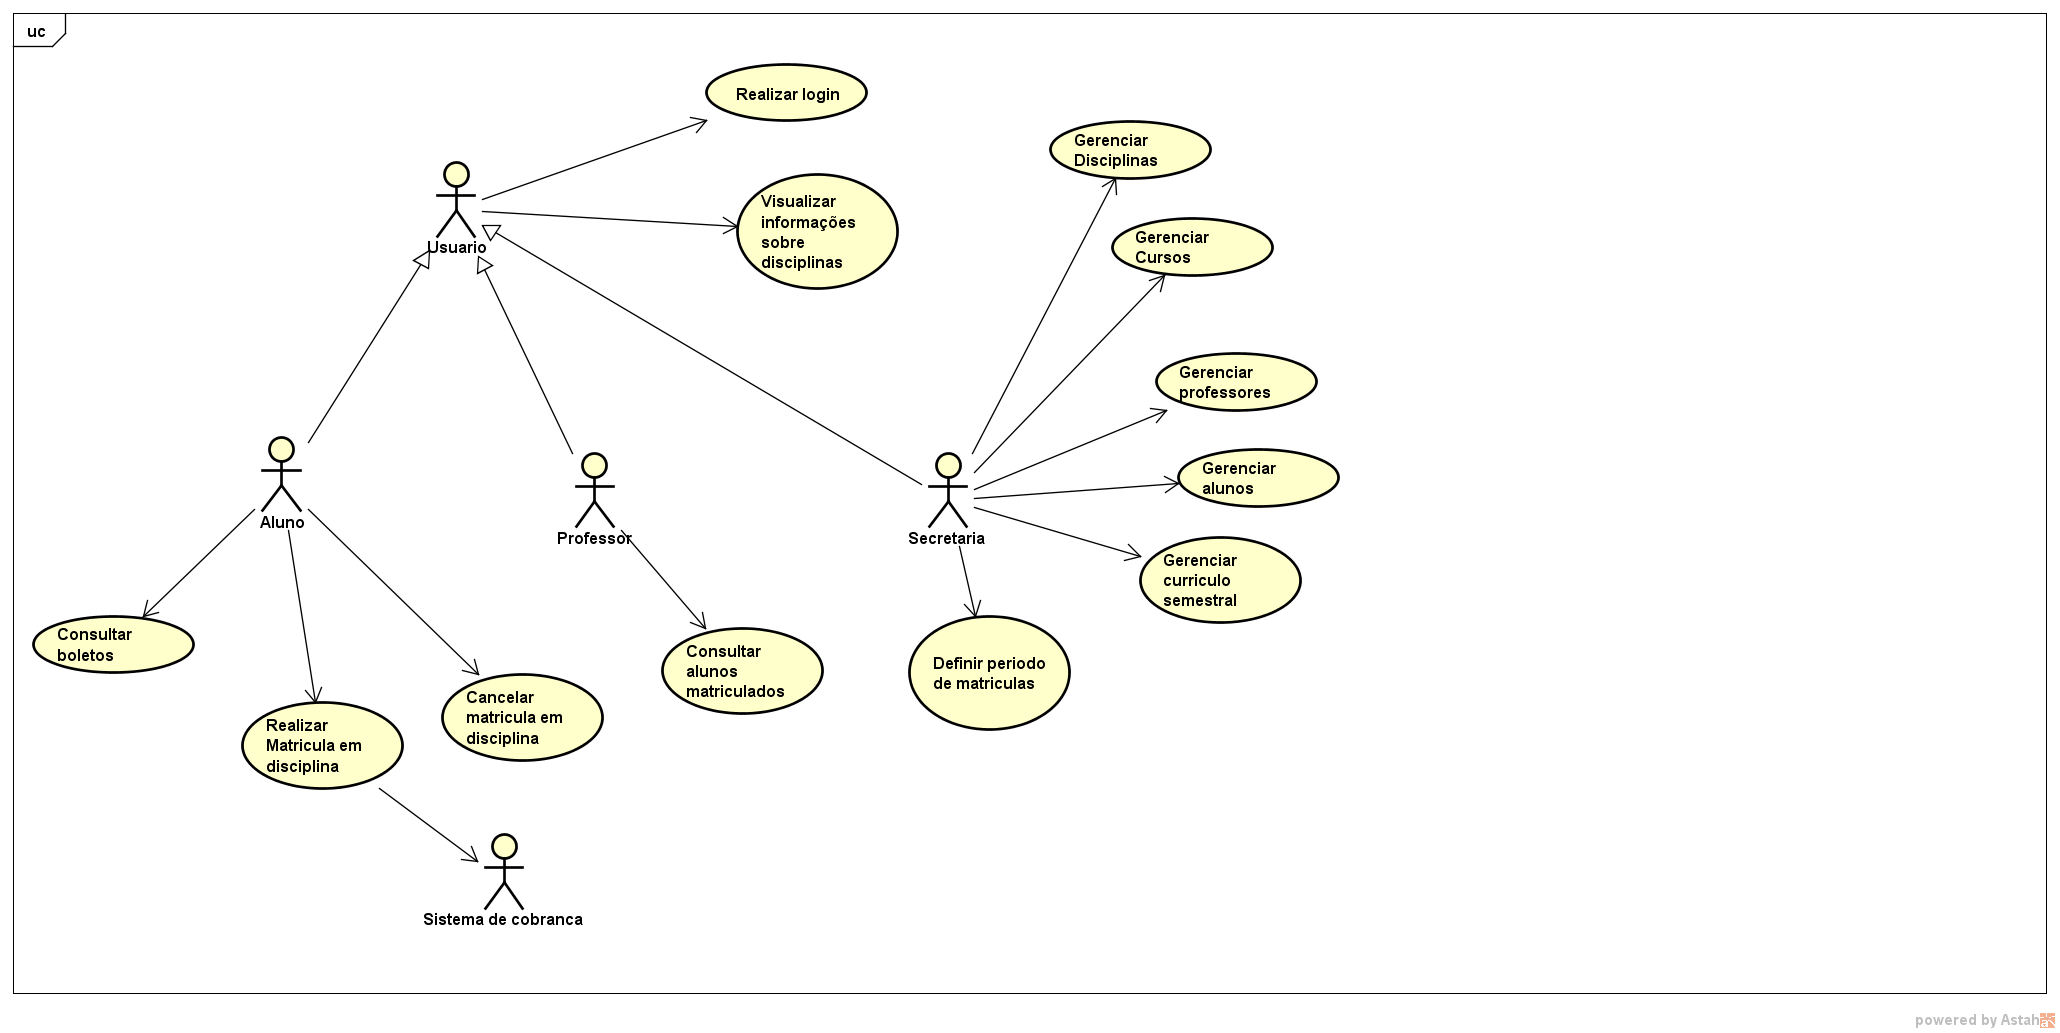 uc
Realizar login
Gerenciar
Disciplinas
Visualizar
informações
sobre
disciplinas
Usuario
Gerenciar
Cursos
Gerenciar
professores
Gerenciar
alunos
Aluno
Professor
Secretaria
Gerenciar
curriculo
semestral
Consultar
boletos
Consultar
alunos
matriculados
Definir periodo
de matriculas
Cancelar
matricula em
disciplina
Realizar
Matricula em
disciplina
Sistema de cobranca
powered by Astah